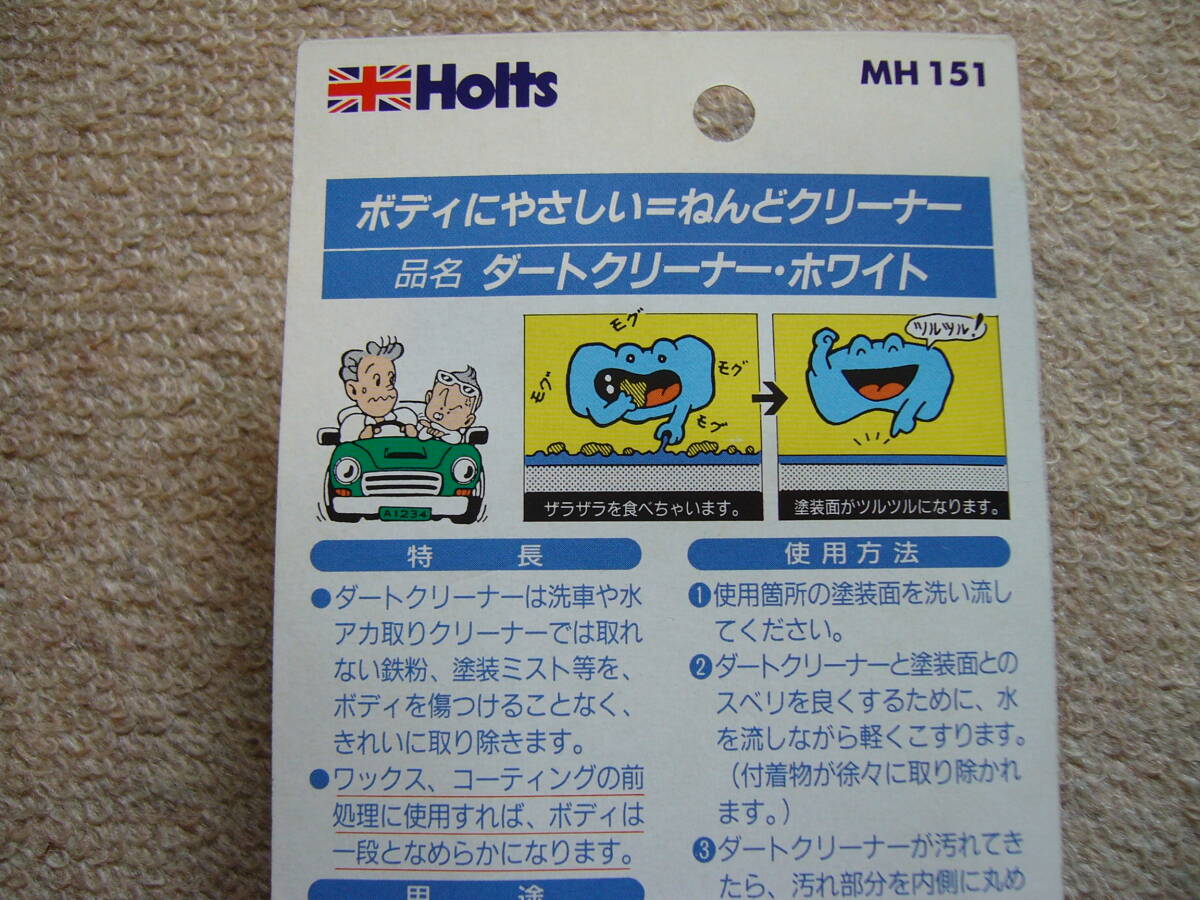 Holts
MH 151
ボディにやさしい=ねんどクリーナー
品名 ダートクリーナー・ホワイト
モグ
モグ
モグ
モグ
ツルツル!
A1234
ザラザラを食べちゃいます。
塗装面がツルツルになります。
特長
●ダートクリーナーは洗車や水
アカ取りクリーナーでは取れ
ない鉄粉、塗装ミスト等を、
ボディを傷つけることなく、
きれいに取り除きます。
●ワックス、コーティングの前
処理に使用すれば、ボディは
一段となめらかになります。
用途
使用方法
❶使用箇所の塗装面を洗い流し
てください。
❷ダートクリーナーと塗装面との
スベリを良くするために、水
を流しながら軽くこすります。
(付着物が徐々に取り除かれ
ます。)
❸ダートクリーナーが汚れてき
たら、汚れ部分を内側に丸め